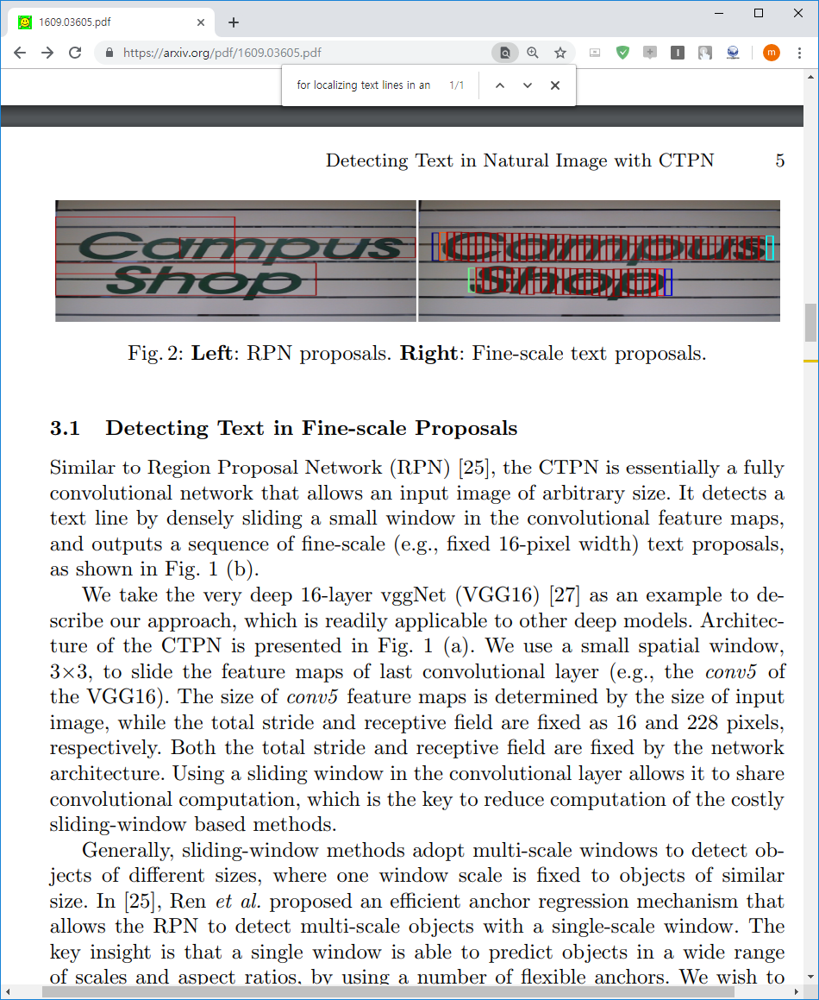 1609.03605.pdf
https://arxiv.org/pdf/1609.03605.pdf
m
for localizing text lines in an 1/1
Detecting Text in Natural Image with CTPN 5
Campus Campus
Shop Shop
Fig. 2: Left: RPN proposals. Right: Fine-scale text proposals.
3.1 Detecting Text in Fine-scale Proposals
Similar to Region Proposal Network (RPN) [25], the CTPN is essentially a fully
convolutional network that allows an input image of arbitrary size. It detects a
text line by densely sliding a small window in the convolutional feature maps,
and outputs a sequence of fine-scale (e.g., fixed 16-pixel width) text proposals,
as shown in Fig. 1 (b).
We take the very deep 16-layer vggNet (VGG16) [27] as an example to de-
scribe our approach, which is readily applicable to other deep models. Architec-
ture of the CTPN is presented in Fig. 1 (a). We use a small spatial window,
3×3, to slide the feature maps of last convolutional layer (e.g., the conv5 of
the VGG16). The size of conv5 feature maps is determined by the size of input
image, while the total stride and receptive field are fixed as 16 and 228 pixels,
respectively. Both the total stride and receptive field are fixed by the network
architecture. Using a sliding window in the convolutional layer allows it to share
convolutional computation, which is the key to reduce computation of the costly
sliding-window based methods.
Generally, sliding-window methods adopt multi-scale windows to detect ob-
jects of different sizes, where one window scale is fixed to objects of similar
size. In [25], Ren et al. proposed an efficient anchor regression mechanism that
allows the RPN to detect multi-scale objects with a single-scale window. The
key insight is that a single window is able to predict objects in a wide range
of scales and aspect ratios, by using a number of flexible anchors. We wish to